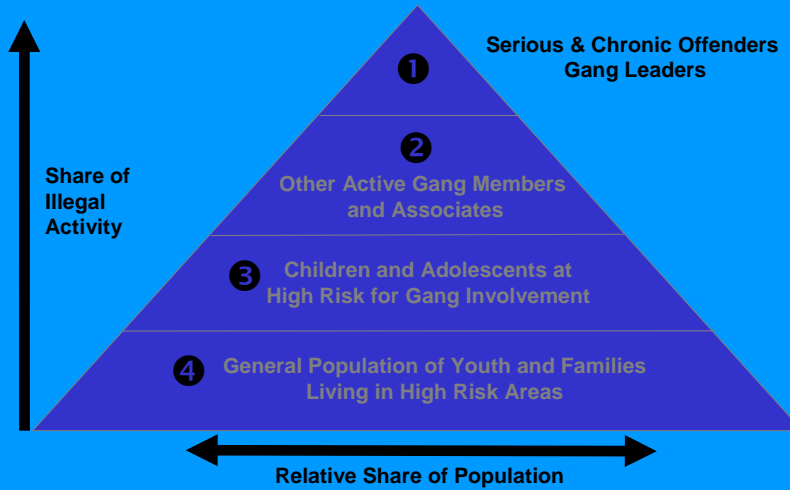 Serious & Chronic Offenders
Gang Leaders
❶
❷
Other Active Gang Members
and Associates
Share of
Illegal
Activity
❸ Children and Adolescents at
High Risk for Gang Involvement
❹ General Population of Youth and Families
Living in High Risk Areas
Relative Share of Population